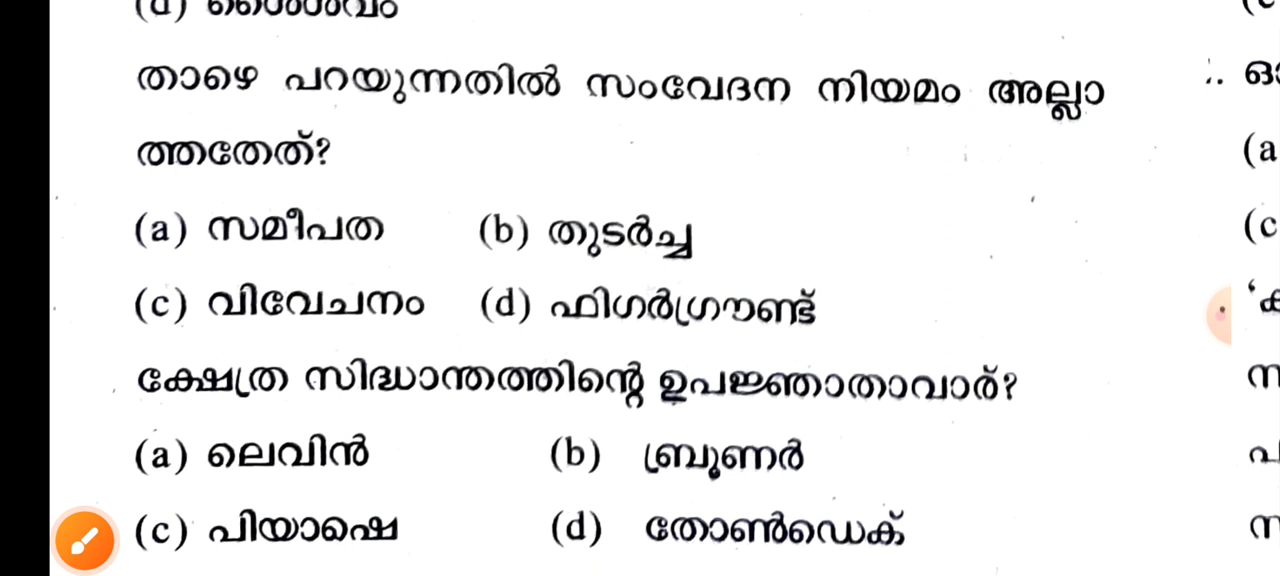 താഴെ പറയുന്നതിൽ സംവേദന നിയമം അല്ലാ
ത്തതേത്?
(a) സമീപത (b) തുടർച്ച
(c) വിവേചനം (d) ഫിഗർഗ്രൗണ്ട്
ക്ഷേത്ര സിദ്ധാന്തത്തിന്റെ ഉപജ്ഞാതാവാര്?
(a) ലെവിൻ (b) ബ്രൂണർ
(c) പിയാഷെ (d) തോൺഡെക്
(a
(c